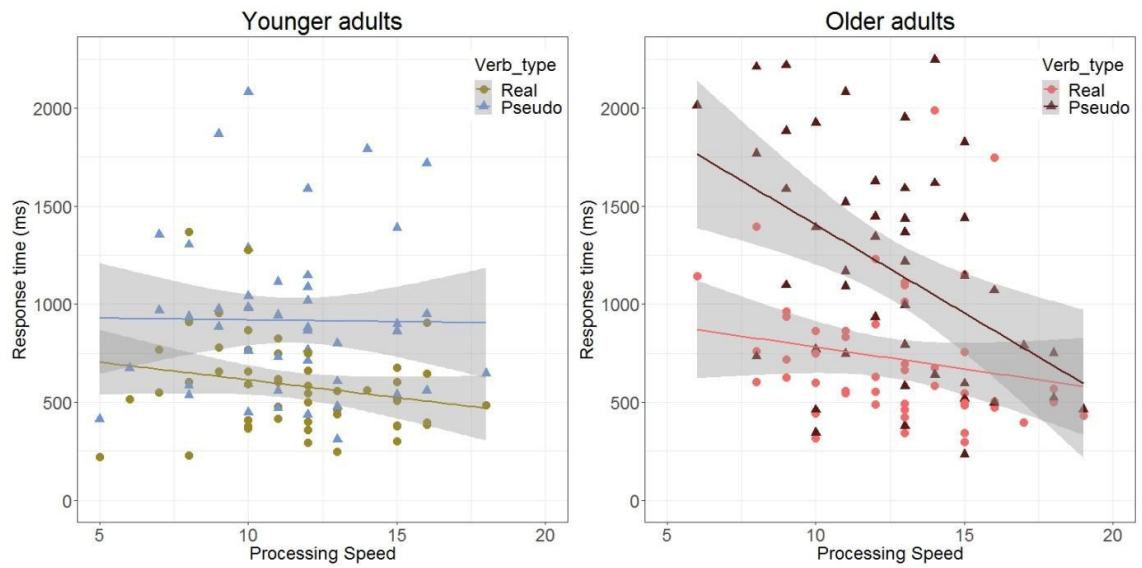 Younger adults
Verb_type
Real
Pseudo
2000
1500
1000
500
0
Response time (ms)
5
10
15
20
Processing Speed
Older adults
Verb_type
Real
Pseudo
2000
1500
1000
500
0
Response time (ms)
5
10
15
20
Processing Speed